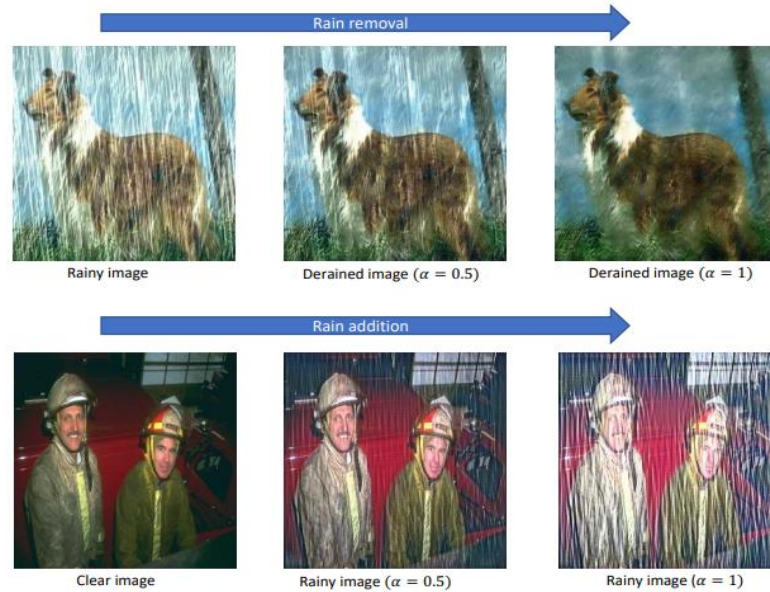 Rain removal
Rainy image
Derained image (α = 0.5)
Derained image (α = 1)
Rain addition
Clear image
Rainy image (α = 0.5)
Rainy image (α = 1)